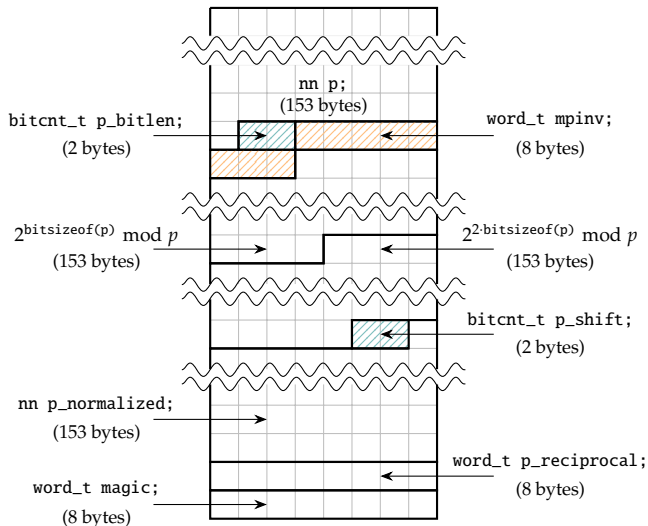 nn p;
(153 bytes)
bitcnt_t p_bitlen;
(2 bytes)
word_t mpinv;
(8 bytes)
2^bitsizeof(p) mod p
(153 bytes)
2^2·bitsizeof(p) mod p
(153 bytes)
bitcnt_t p_shift;
(2 bytes)
nn p_normalized;
(153 bytes)
word_t p_reciprocal;
(8 bytes)
word_t magic;
(8 bytes)